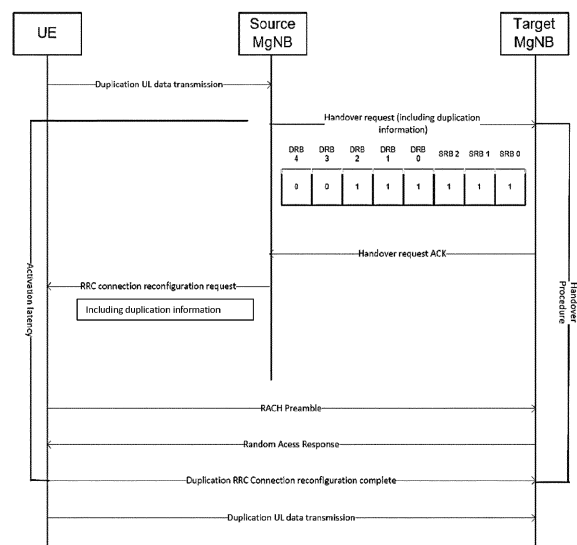 UE
Source
MgNB
Target
MgNB
Duplication UL data transmission
Handover request (including duplication
information)
DRB 4 DRB 3 DRB 2 DRB 1 DRB 0 SRB 2 SRB 1 SRB 0
0 0 1 1 1 1 1 1
Handover request ACK
RRC connection reconfiguration request
Including duplication information
Activation latency
Handover
Procedure
RACH Preamble
Random Acess Response
Duplication RRC Connection reconfiguration complete
Duplication UL data transmission